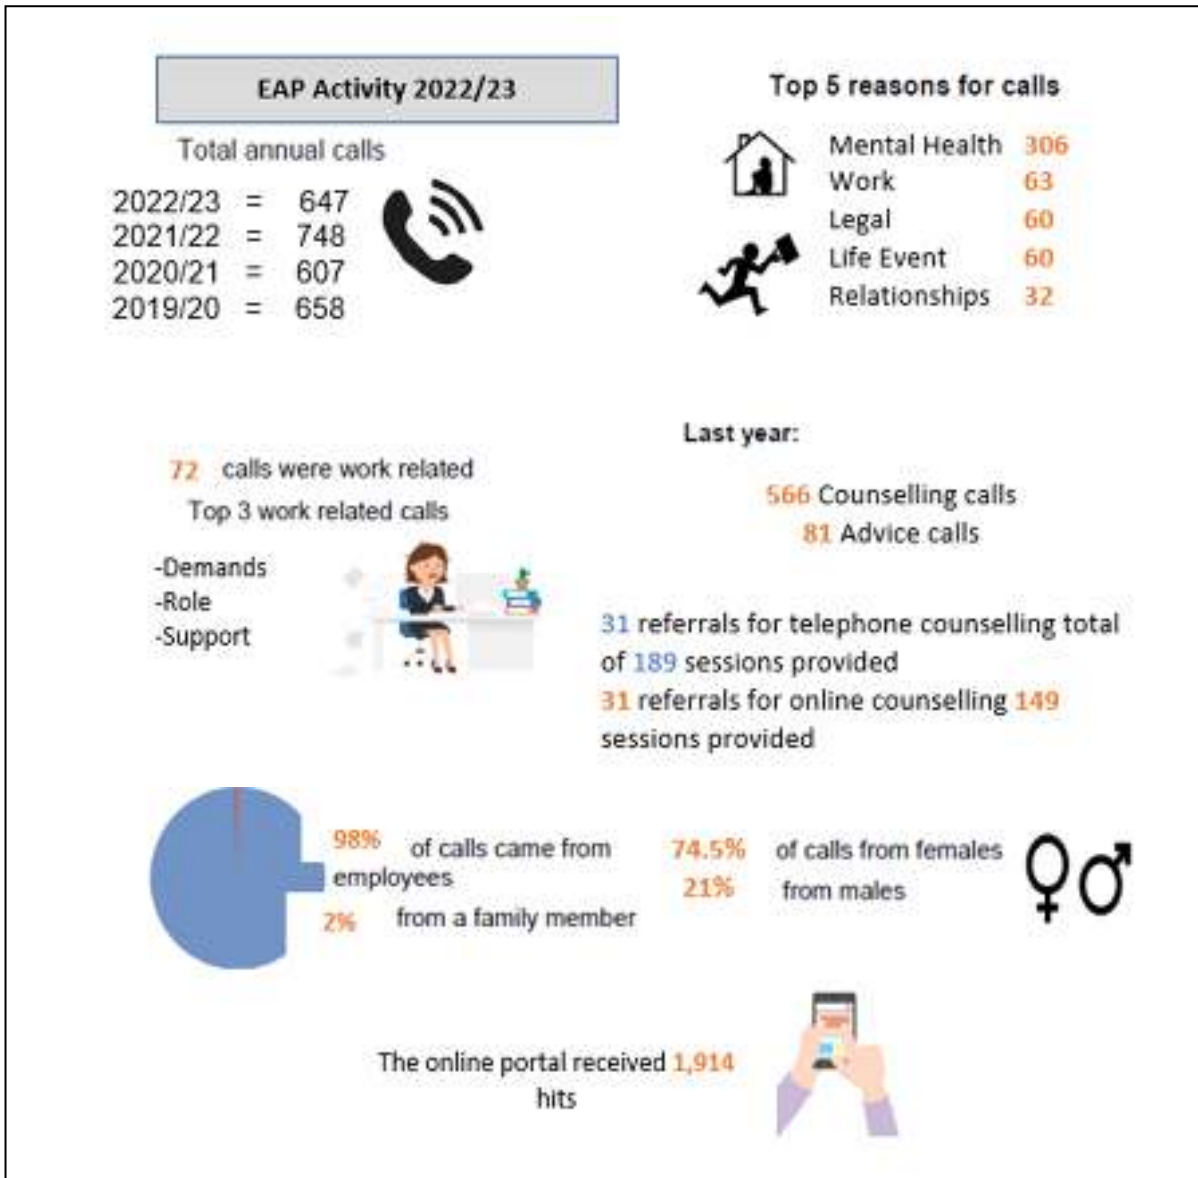 EAP Activity 2022/23
Total annual calls
2022/23 = 647
2021/22 = 748
2020/21 = 607
2019/20 = 658
Top 5 reasons for calls
Mental Health 306
Work 63
Legal 60
Life Event 60
Relationships 32
72 calls were work related
Top 3 work related calls
-Demands
-Role
-Support
Last year:
566 Counselling calls
81 Advice calls
31 referrals for telephone counselling total
of 189 sessions provided
31 referrals for online counselling 149
sessions provided
98% of calls came from
employees
2% from a family member
74.5% of calls from females
21% from males
The online portal received 1,914
hits